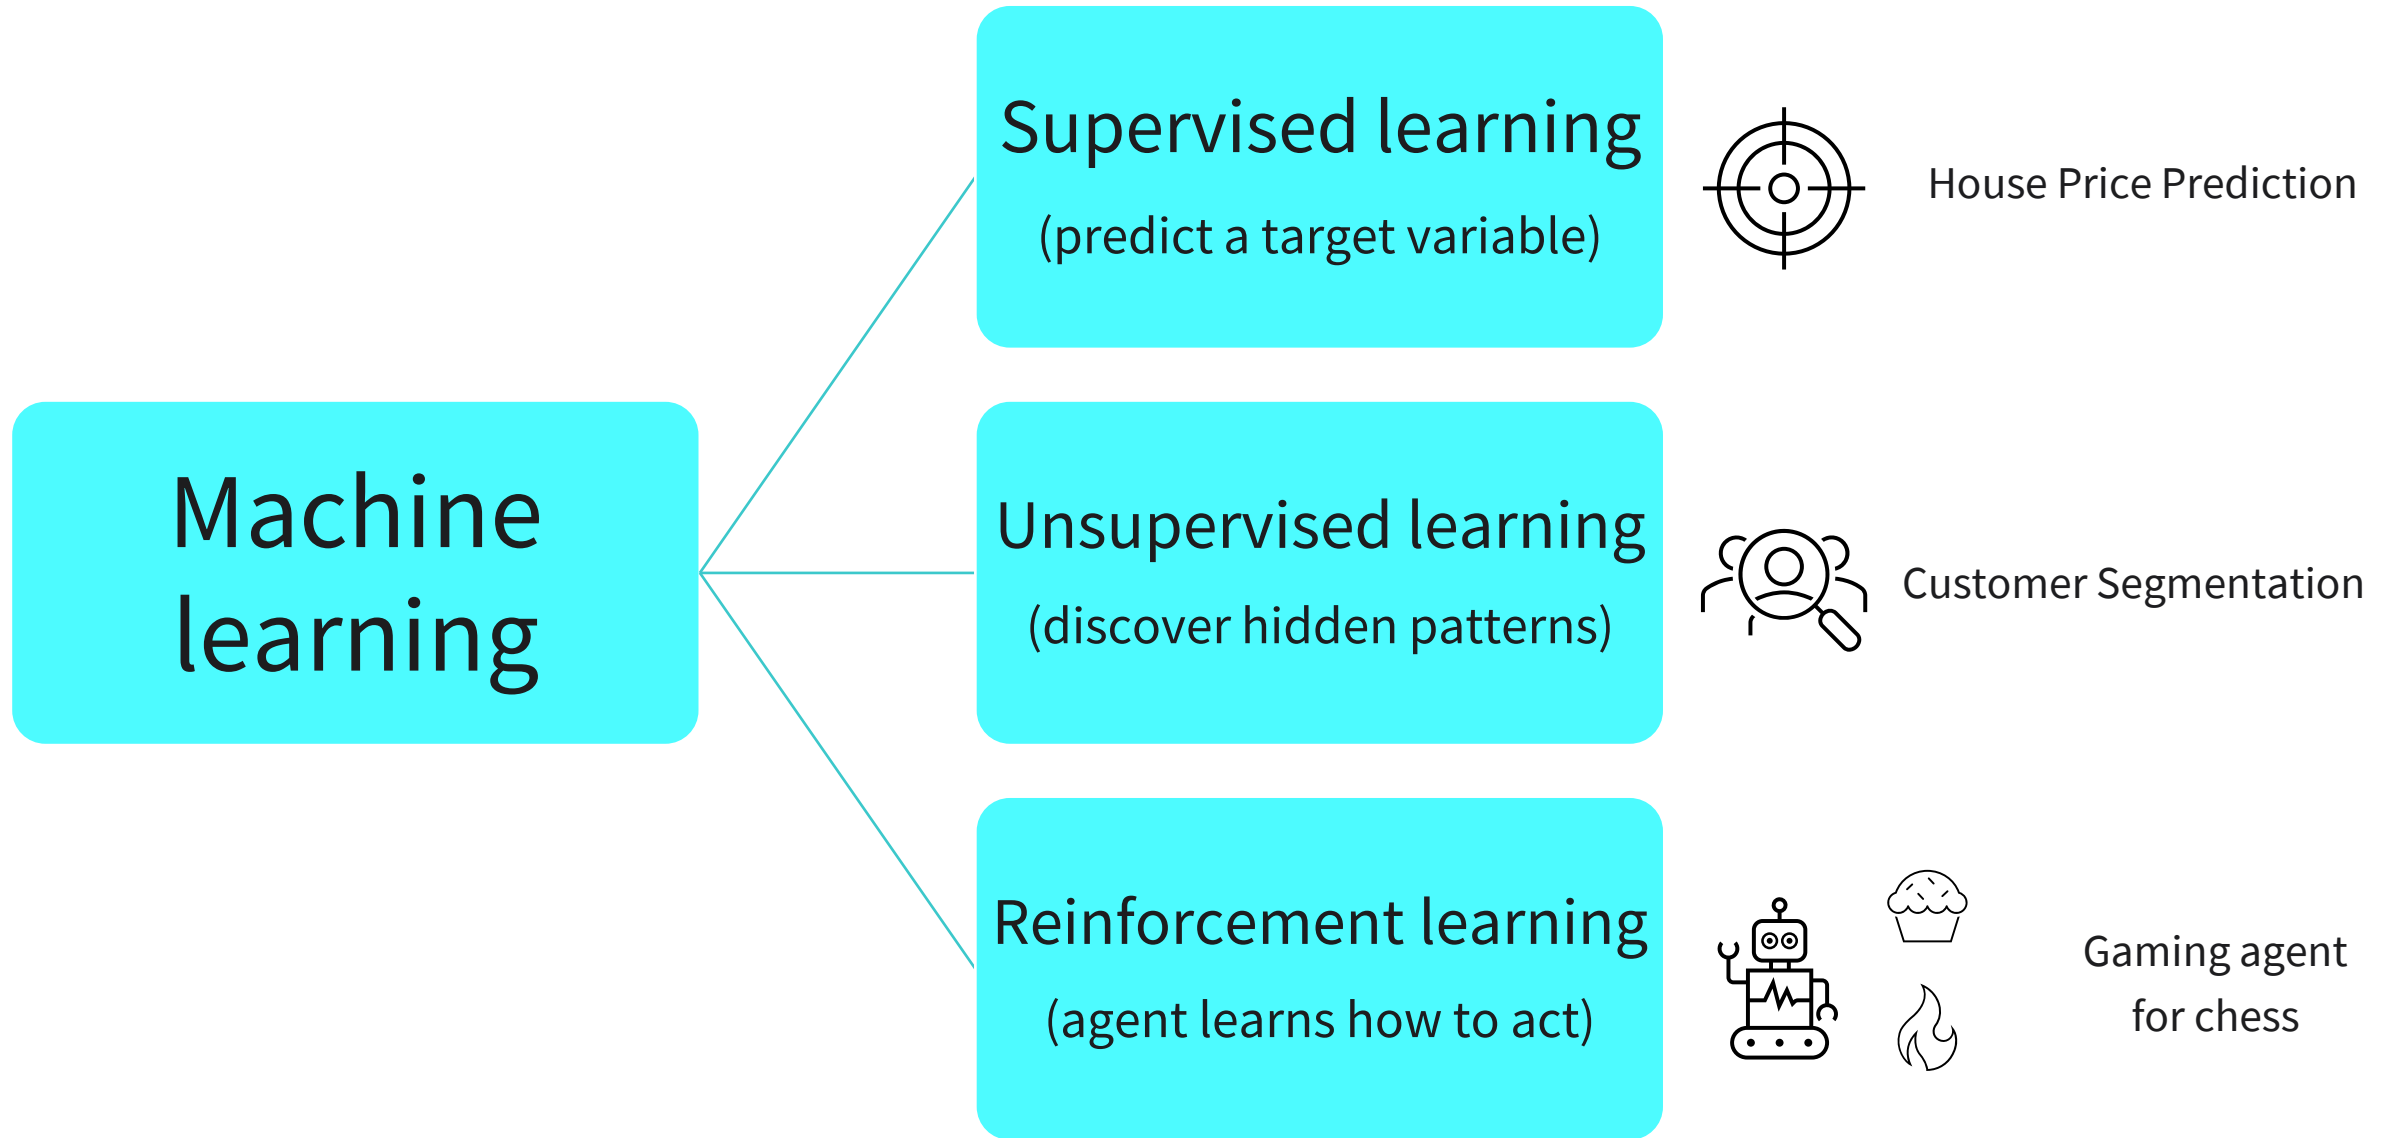 Machine
learning
Supervised learning
(predict a target variable)
House Price Prediction
Unsupervised learning
(discover hidden patterns)
Customer Segmentation
Reinforcement learning
(agent learns how to act)
Gaming agent
for chess